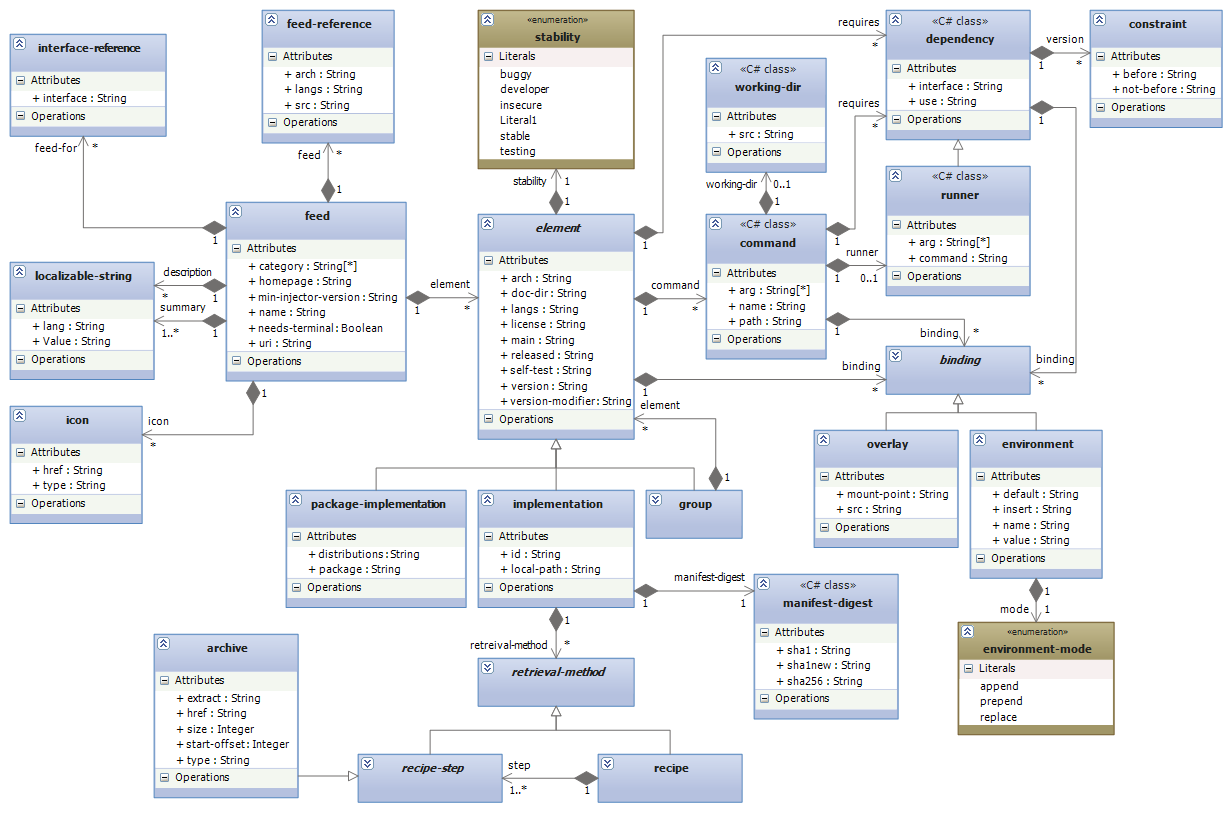 interface-reference
Attributes
+ interface : String
Operations
feed-for
*
feed-reference
Attributes
+ arch : String
+ langs : String
+ src : String
Operations
feed
*
1
feed
Attributes
+ category : String[*]
+ homepage : String
+ min-injector-version : String
+ name : String
+ needs-terminal : Boolean
+ uri : String
Operations
1
description
*
1
summary
1..*
1
localizable-string
Attributes
+ lang : String
+ Value : String
Operations
icon
Attributes
+ href : String
+ type : String
Operations
icon
*
1
element
1
*
«enumeration»
stability
Literals
buggy
developer
insecure
Literal1
stable
testing
stability
1
1
element
Attributes
+ arch : String
+ doc-dir : String
+ langs : String
+ license : String
+ main : String
+ released : String
+ self-test : String
+ version : String
+ version-modifier : String
Operations
requires
*
1
command
1
*
binding
1
*
element
*
1
«C# class»
working-dir
Attributes
+ src : String
Operations
working-dir
0..1
1
«C# class»
command
Attributes
+ arg : String[*]
+ name : String
+ path : String
Operations
requires
*
1
runner
1
0..1
1
binding
*
«C# class»
dependency
Attributes
+ interface : String
+ use : String
Operations
version
1
*
1
binding
*
constraint
Attributes
+ before : String
+ not-before : String
Operations
«C# class»
runner
Attributes
+ arg : String[*]
+ command : String
Operations
binding
overlay
Attributes
+ mount-point : String
+ src : String
Operations
environment
Attributes
+ default : String
+ insert : String
+ name : String
+ value : String
Operations
1
mode
1
«enumeration»
environment-mode
Literals
append
prepend
replace
package-implementation
Attributes
+ distributions : String
+ package : String
Operations
implementation
Attributes
+ id : String
+ local-path : String
Operations
group
manifest-digest
1
1
«C# class»
manifest-digest
Attributes
+ sha1 : String
+ sha1new : String
+ sha256 : String
Operations
1
retreival-method
*
retrieval-method
archive
Attributes
+ extract : String
+ href : String
+ size : Integer
+ start-offset : Integer
+ type : String
Operations
recipe-step
step
1..*
1
recipe